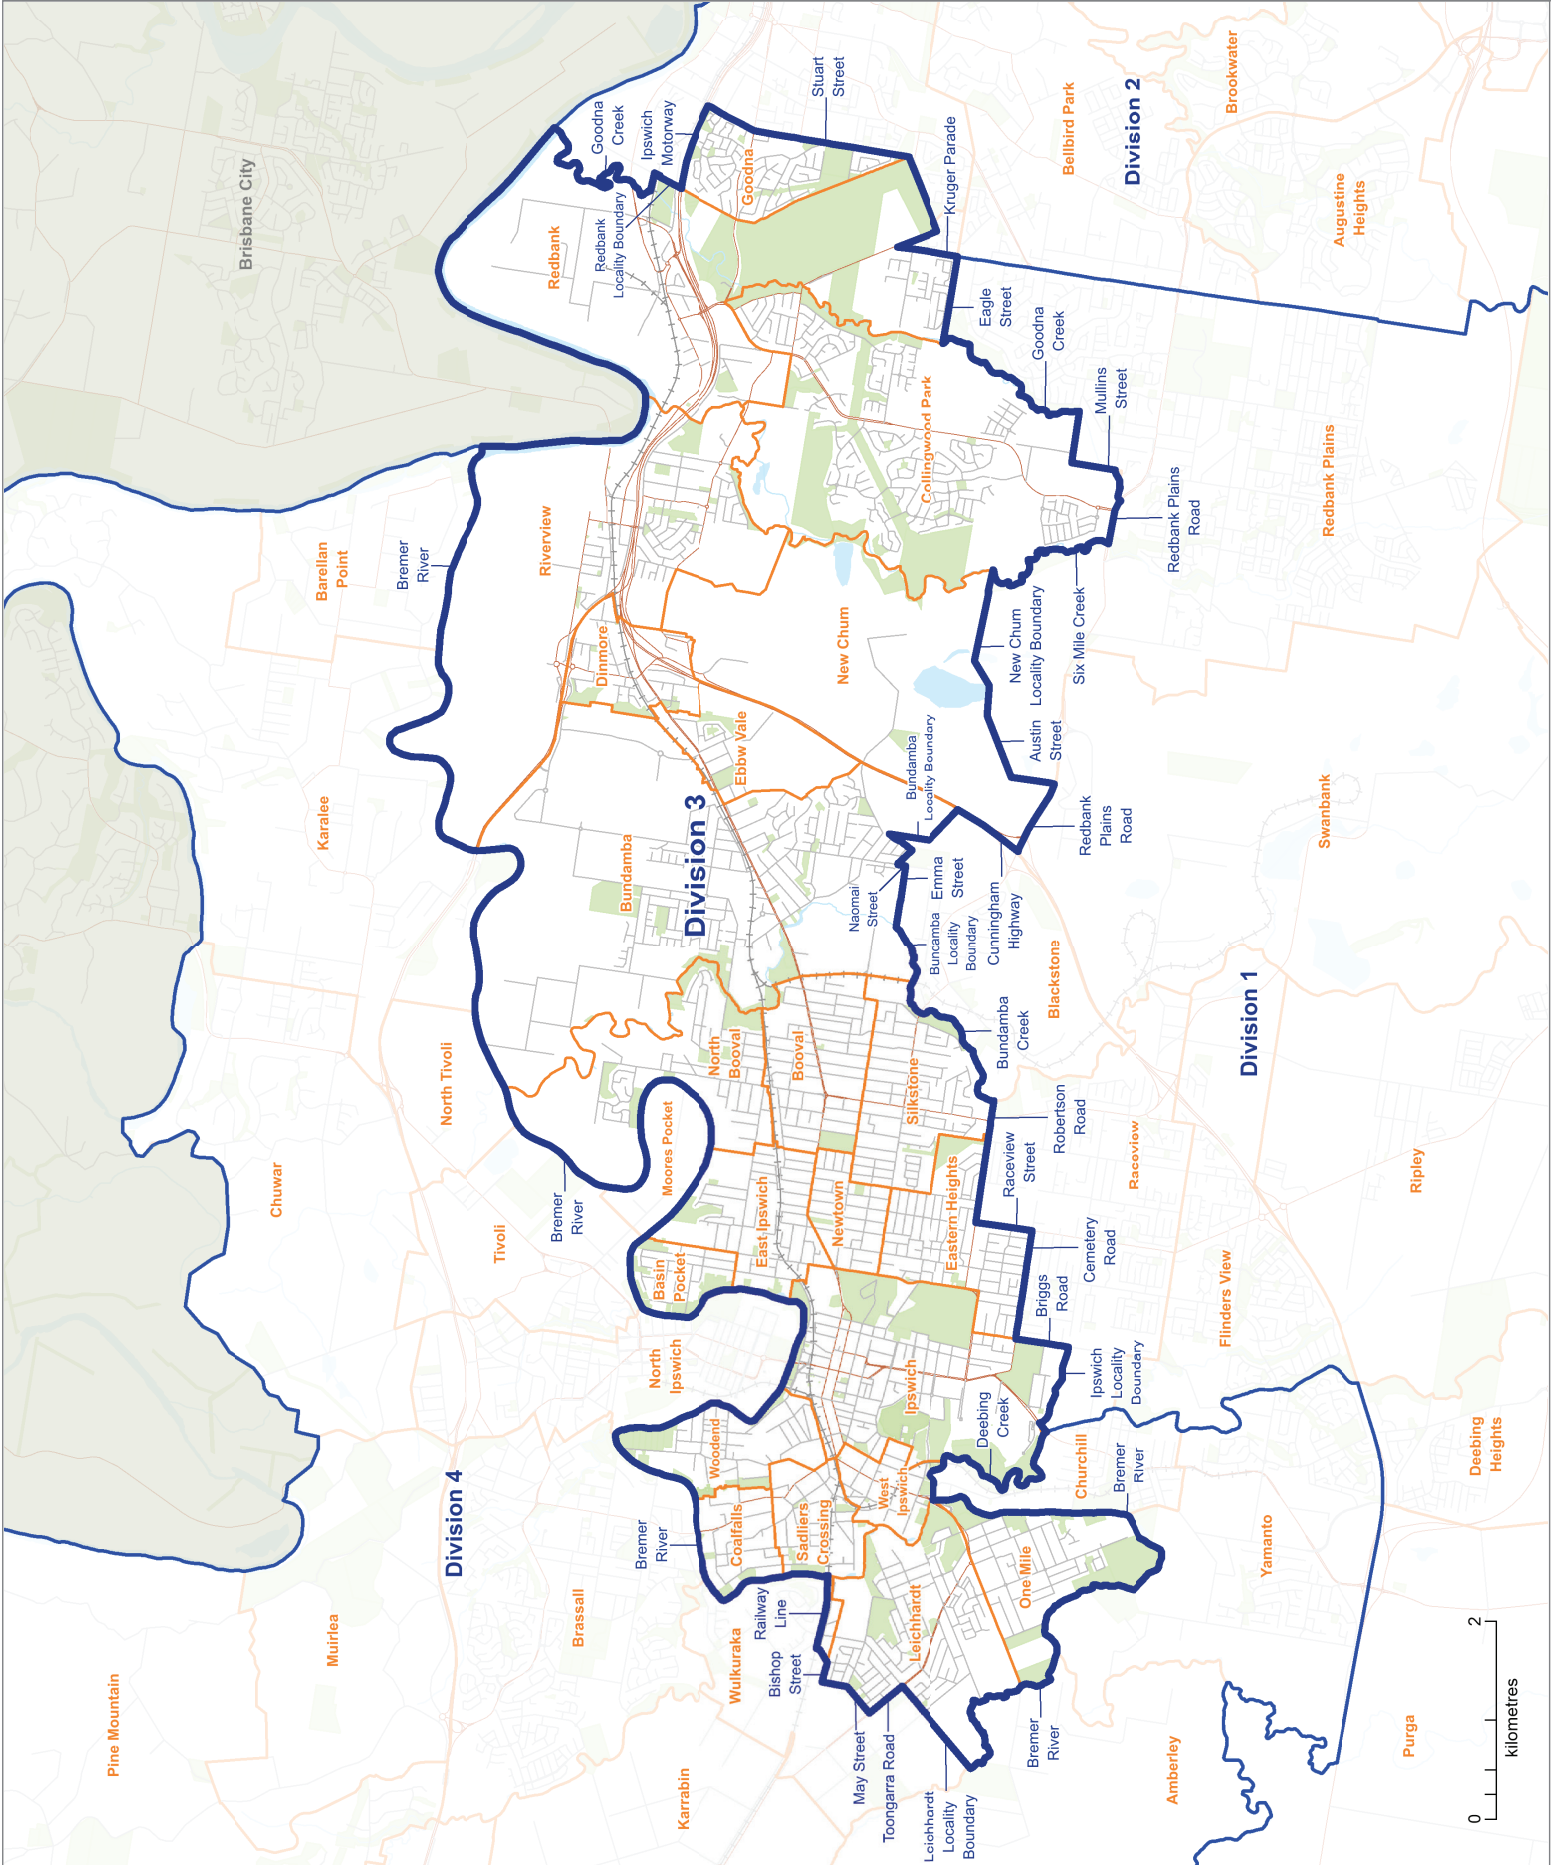 Pine Mountain
Muirlea
Chuwar
Karalee
Barellan
Point
Brisbane City
Division 4
Brassall
Tivoli
North Tivoli
Bremer
River
Bremer
River
Riverview
Redbank
Goodna
Creek
Ipswich
Motorway
Redbank
Locality Boundary
Stuart
Street
Karrabin
Wulkuraka
Bremer
River
North
Ipswich
Basin
Pocket
Moores Pocket
Bundamba
Dinmore
Goodna
Railway
Line
Bishop
Street
Coalfalls
Woodend
Sadliers
Crossing
East Ipswich
North
Booval
Division 3
Ebbw Vale
May Street
Toongarra Road
Leichhardt
Locality
Boundary
Leichhardt
West
Ipswich
Ipswich
Newtown
Booval
Silkstone
Eastern Heights
Naomai
Street
Emma
Street
Buncamba
Locality
Boundary
Bundamba
Locality Boundary
Cunningham
Highway
New Chum
Collingwood Park
Kruger Parade
Eagle
Street
Goodna
Creek
Mullins
Street
Redbank Plains
Road
New Chum
Locality Boundary
Six Mile Creek
Austin
Street
Redbank
Plains
Road
One Mile
Deebing
Creek
Bremer
River
Bremer
River
Churchill
Ipswich
Locality
Doundary
Briggs
Road
Cemetery
Road
Raceview
Street
Robertson
Road
Bundamba
Creek
Blackstone
Raceview
Division 1
Flinders View
Swanbank
Redbank Plains
Bellbird Park
Division 2
Brookwater
Augustine
Heights
Amberley
Yamanto
Purga
Deebing
Heights
Ripley
0
2
kilometres